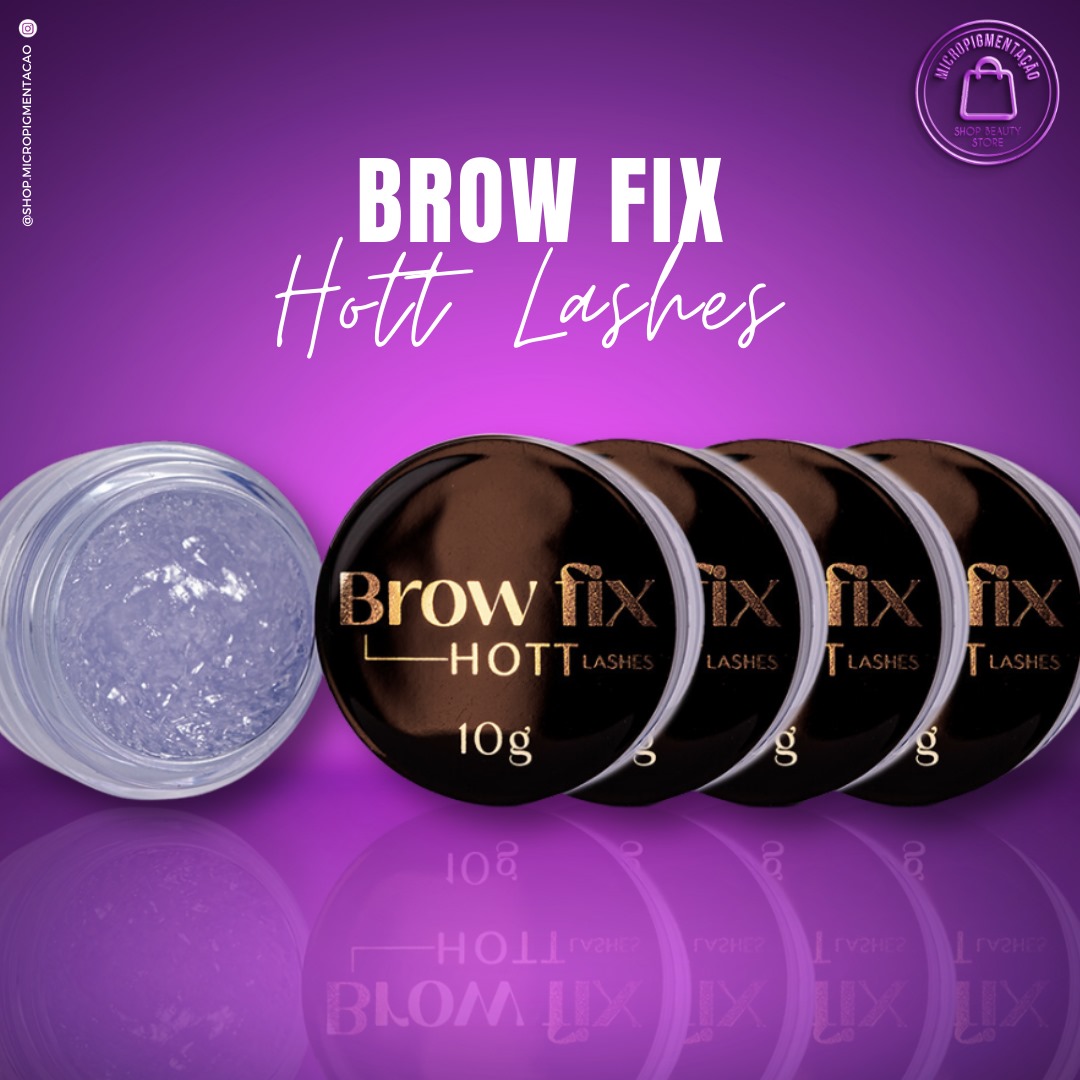 @SHOP.MICROPIGMENTACAO
MICROPIGMENTAÇÃO
SHOP BEAUTY
STORE
BROW FIX
Hott Lashes
Brow fix
HOTT LASHES
10g
fix
LASHES
g
fix
T LASHES
g
fix
T LASHES
g